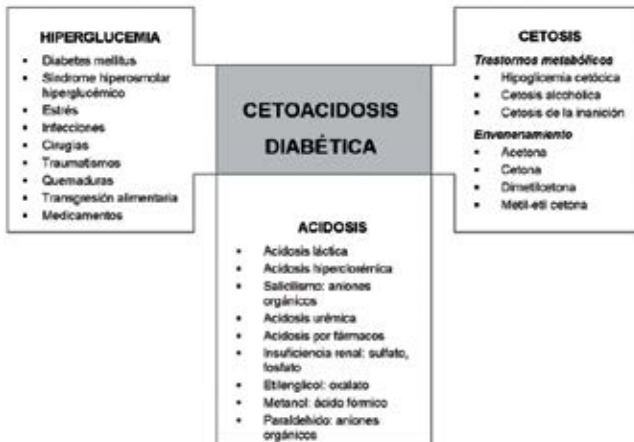 HIPERGLUCEMIA
• Diabetes mellitus
• Síndrome hiperosmolar
hiperglucémico
• Estrés
• Infecciones
• Cirugías
• Traumatismos
• Quemaduras
• Transgresión alimentaria
• Medicamentos
CETOACIDOSIS
DIABÉTICA
CETOSIS
Trastornos metabólicos
• Hipoglicemia cetócica
• Cetosis alcohólica
• Cetosis de la inanición
Envenenamiento
• Acetona
• Cetona
• Dimetilcetona
• Metil-etil cetona
ACIDOSIS
• Acidosis láctica
• Acidosis hiperclorémica
• Salicilismo: aniones
orgánicos
• Acidosis urémica
• Acidosis por fármacos
• Insuficiencia renal: sulfato,
fosfato
• Etilenglicol: oxalato
• Metanol: ácido fórmico
• Paraldehido: aniones
orgánicos